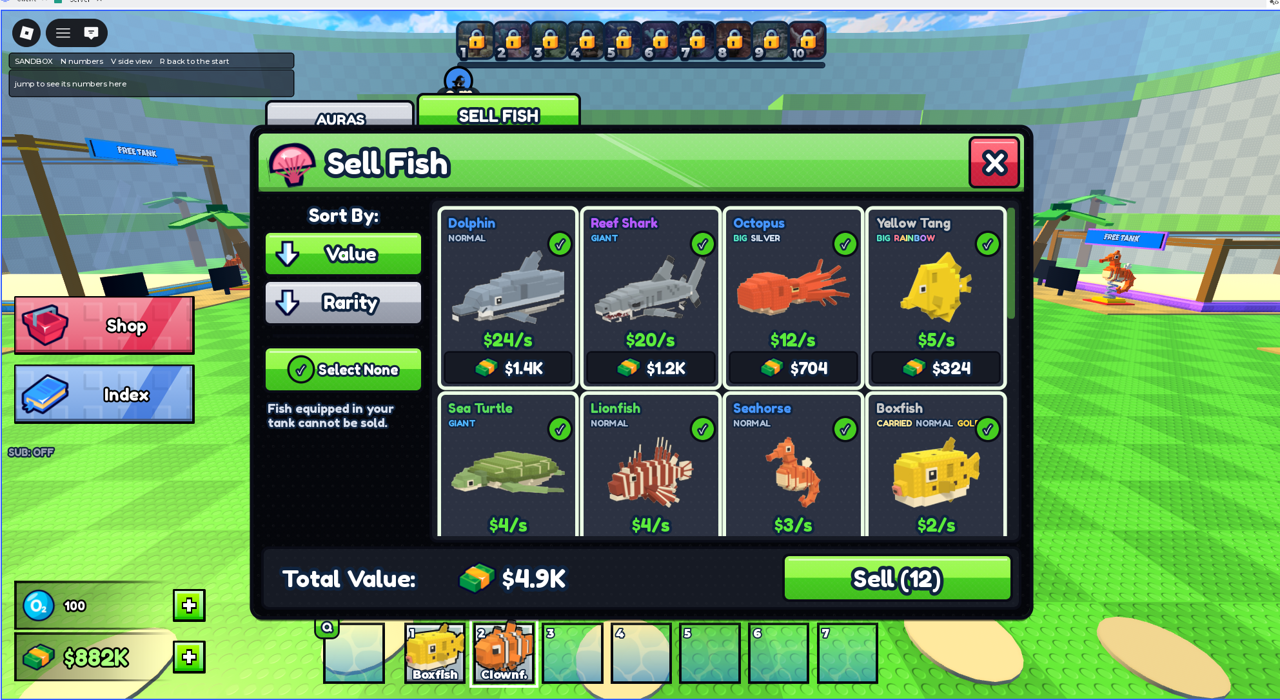 SANDBOX N numbers V side view R back to the start
jump to see its numbers here
1 2 3 4 5 6 7 8 9 10
AURAS
SELL FISH
FREE TANK
Sell Fish
Sort By:
Value
Rarity
Select None
Fish equipped in your
tank cannot be sold.
Dolphin
NORMAL
$24/s
$1.4K
Reef Shark
GIANT
$20/s
$1.2K
Octopus
BIG SILVER
$12/s
$704
Yellow Tang
BIG RAINBOW
$5/s
$324
Sea Turtle
GIANT
$4/s
Lionfish
NORMAL
$4/s
Seahorse
NORMAL
$3/s
Boxfish
CARRIED NORMAL
$2/s
FREE TANK
Shop
Index
SUB: OFF
Total Value:
$4.9K
Sell (12)
O2 100
$882K
Q
1
Boxfish
2
Clownf.
3
4
5
6
7